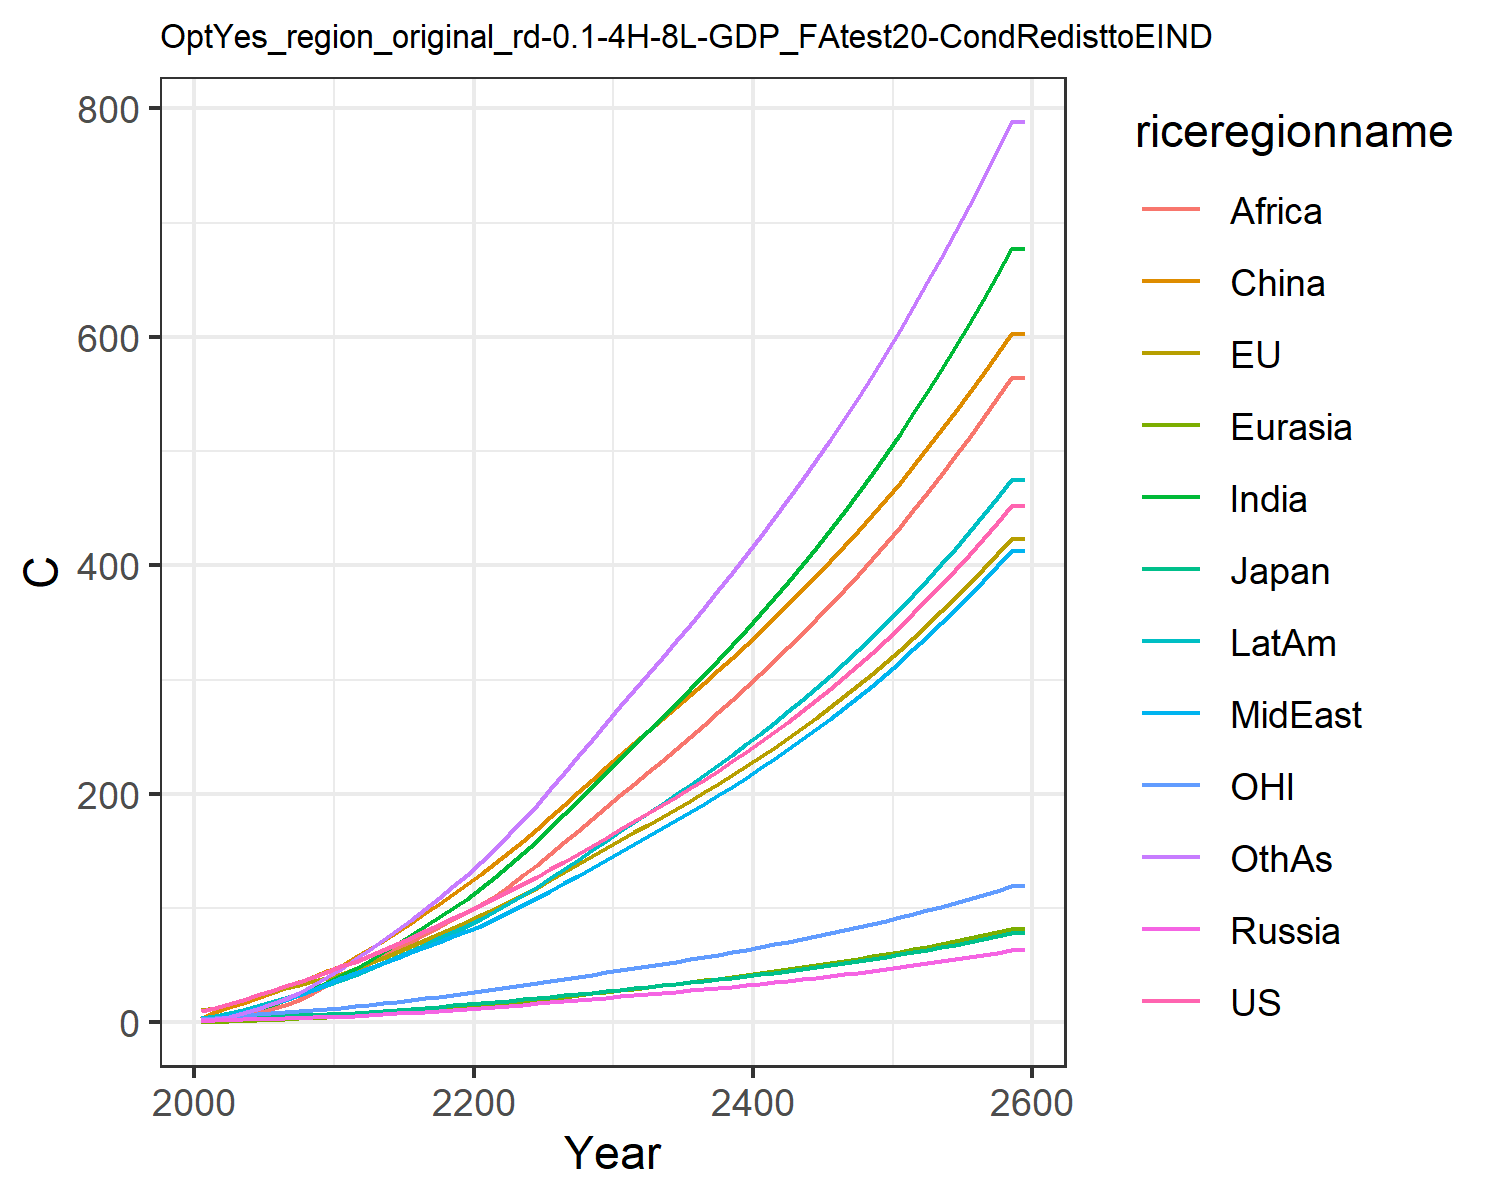 OptYes_region_original_rd-0.1-4H-8L-GDP_FAtest20-CondRedisttoEIND
800
600
400
200
0
C
2000 2200 2400 2600
Year
riceregionname
Africa
China
EU
Eurasia
India
Japan
LatAm
MidEast
OHI
OthAs
Russia
US